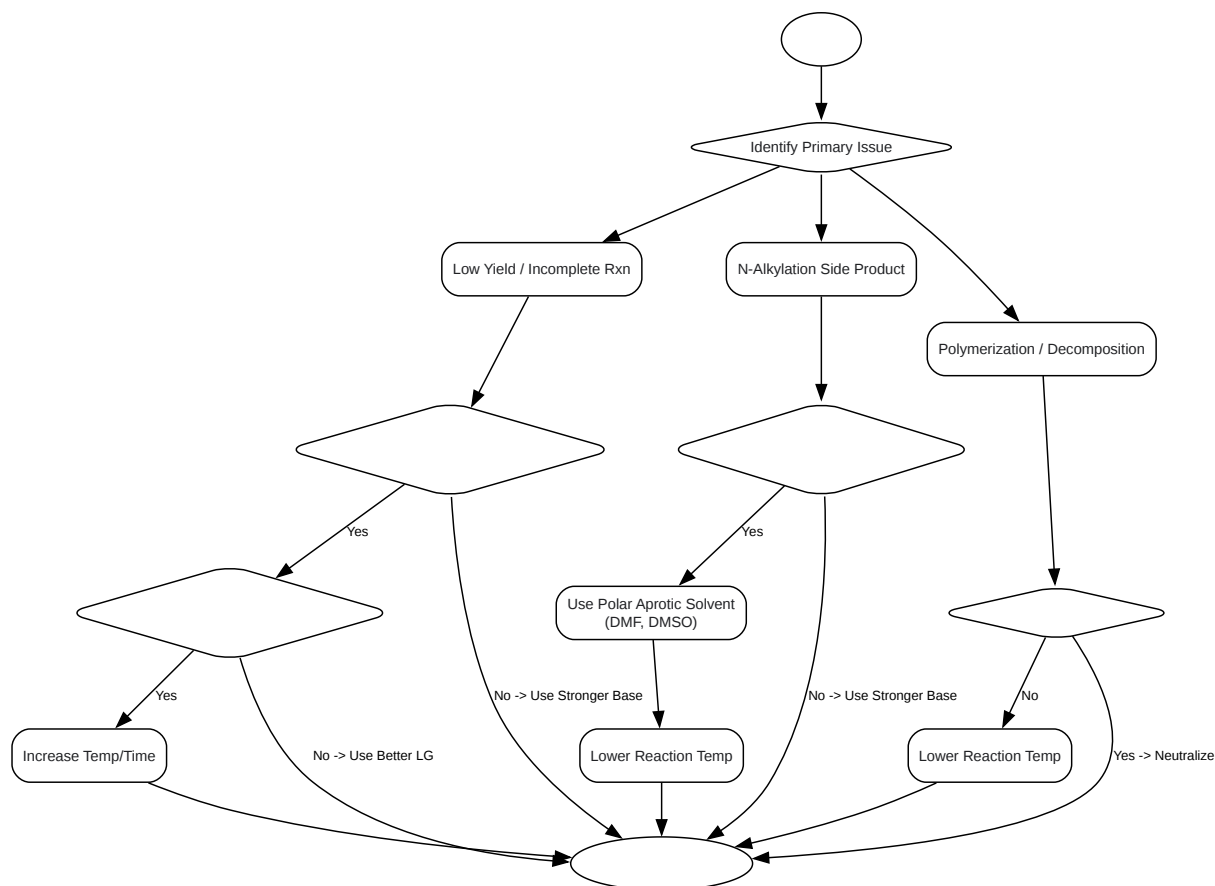 Identify Primary Issue
Low Yield / Incomplete Rxn
N-Alkylation Side Product
Polymerization / Decomposition
Yes
Yes
Use Polar Aprotic Solvent
(DMF, DMSO)
Yes
No -> Use Stronger Base
No -> Use Stronger Base
No
Increase Temp/Time
No -> Use Better LG
Lower Reaction Temp
Lower Reaction Temp
Yes -> Neutralize